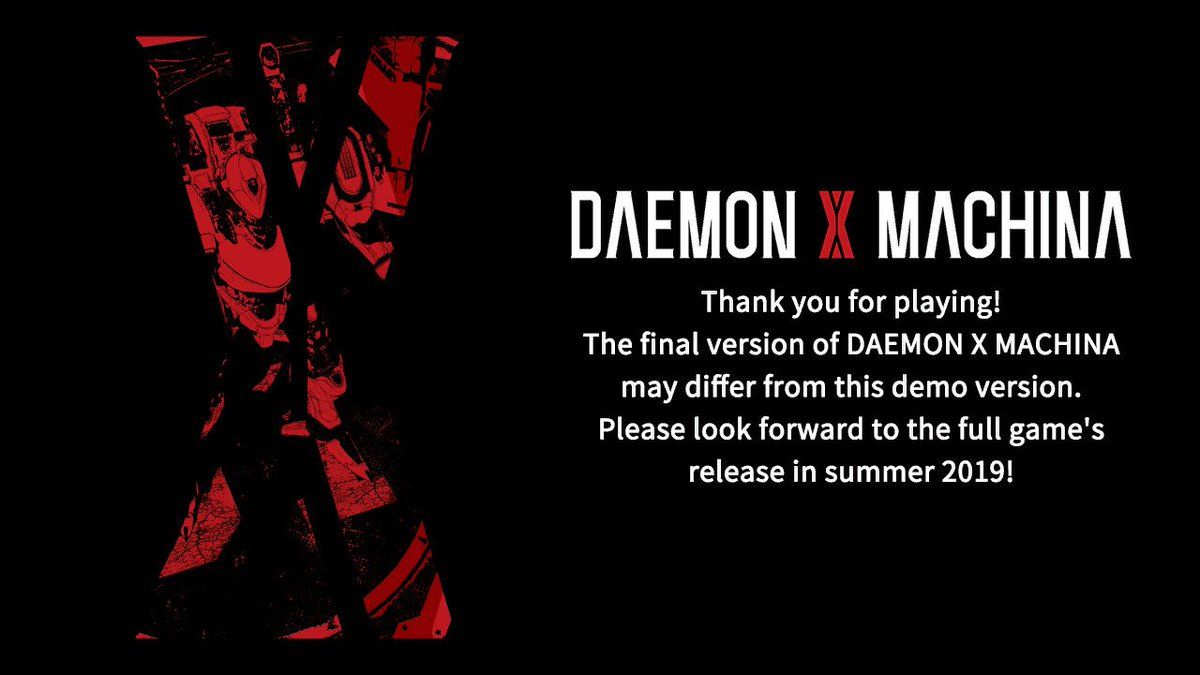 DAEMON X MACHINA
Thank you for playing!
The final version of DAEMON X MACHINA
may differ from this demo version.
Please look forward to the full game's
release in summer 2019!